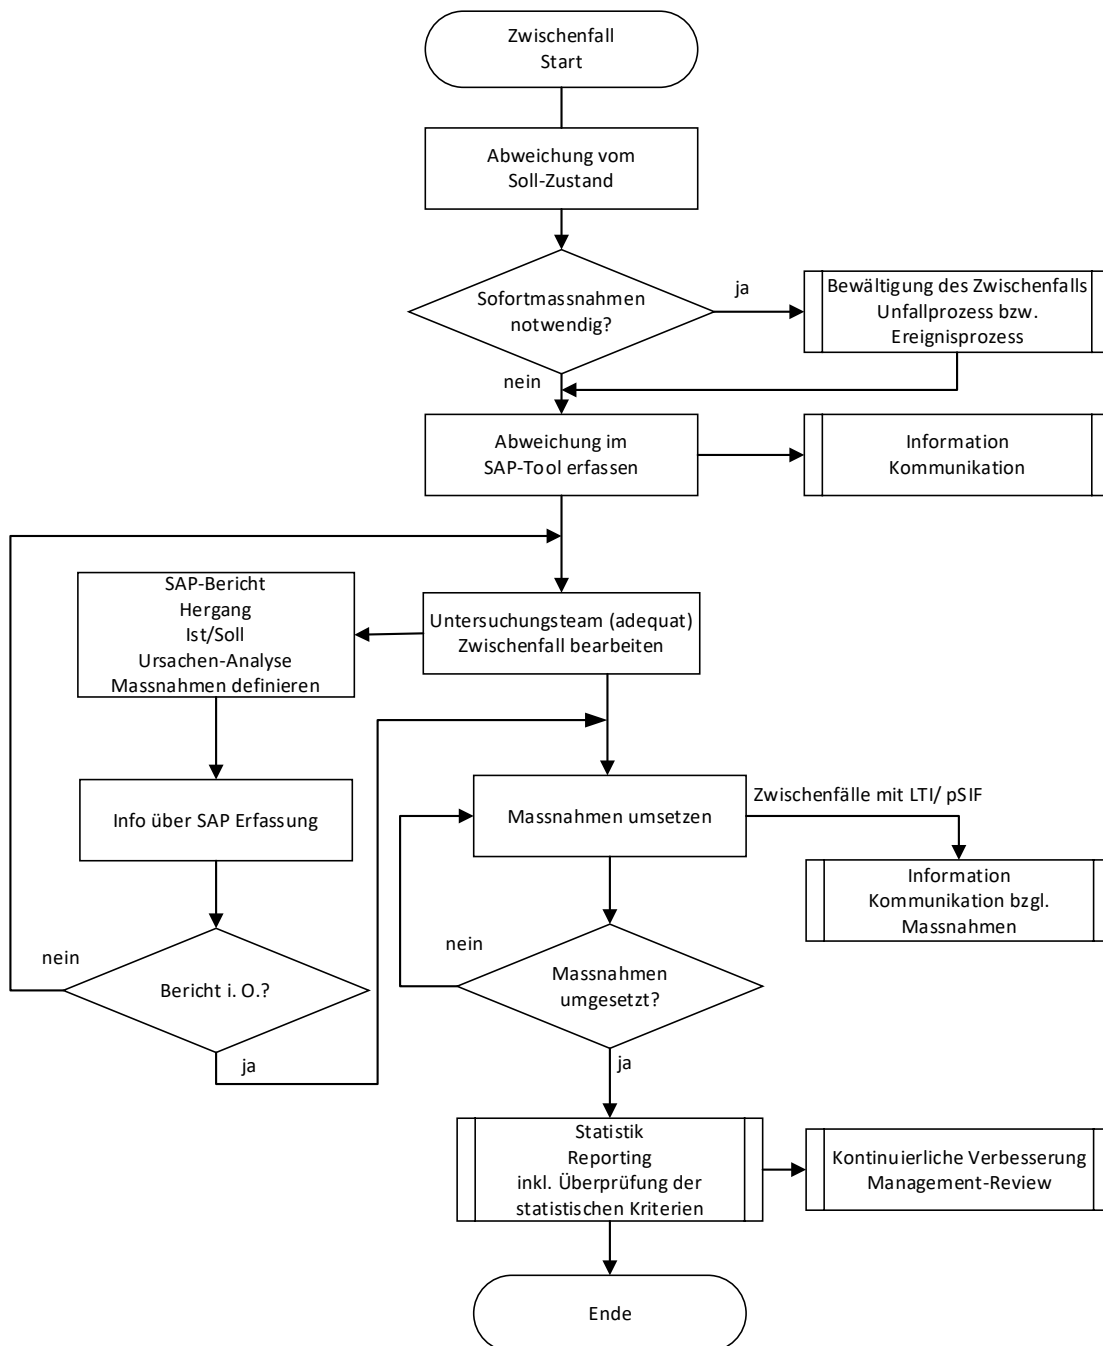 Zwischenfall
Start
Abweichung vom
Soll-Zustand
Sofortmassnahmen
notwendig?
ja
Bewältigung des Zwischenfalls
Unfallprozess bzw.
Ereignisprozess
nein
Abweichung im
SAP-Tool erfassen
Information
Kommunikation
SAP-Bericht
Hergang
Ist/Soll
Ursachen-Analyse
Massnahmen definieren
Untersuchungsteam (adequat)
Zwischenfall bearbeiten
Info über SAP Erfassung
Massnahmen umsetzen
Zwischenfälle mit LTI/ pSIF
Information
Kommunikation bzgl.
Massnahmen
nein
Bericht i. O.?
ja
nein
Massnahmen
umgesetzt?
ja
Statistik
Reporting
inkl. Überprüfung der
statistischen Kriterien
Kontinuierliche Verbesserung
Management-Review
Ende